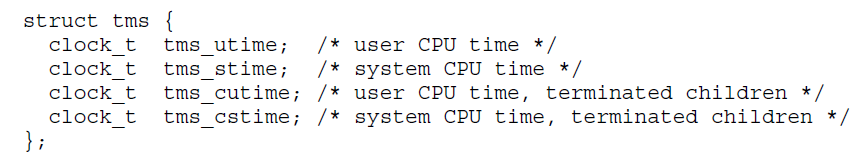 struct tms {
  clock_t  tms_utime;  /* user CPU time */
  clock_t  tms_stime;  /* system CPU time */
  clock_t  tms_cutime; /* user CPU time, terminated children */
  clock_t  tms_cstime; /* system CPU time, terminated children */
};